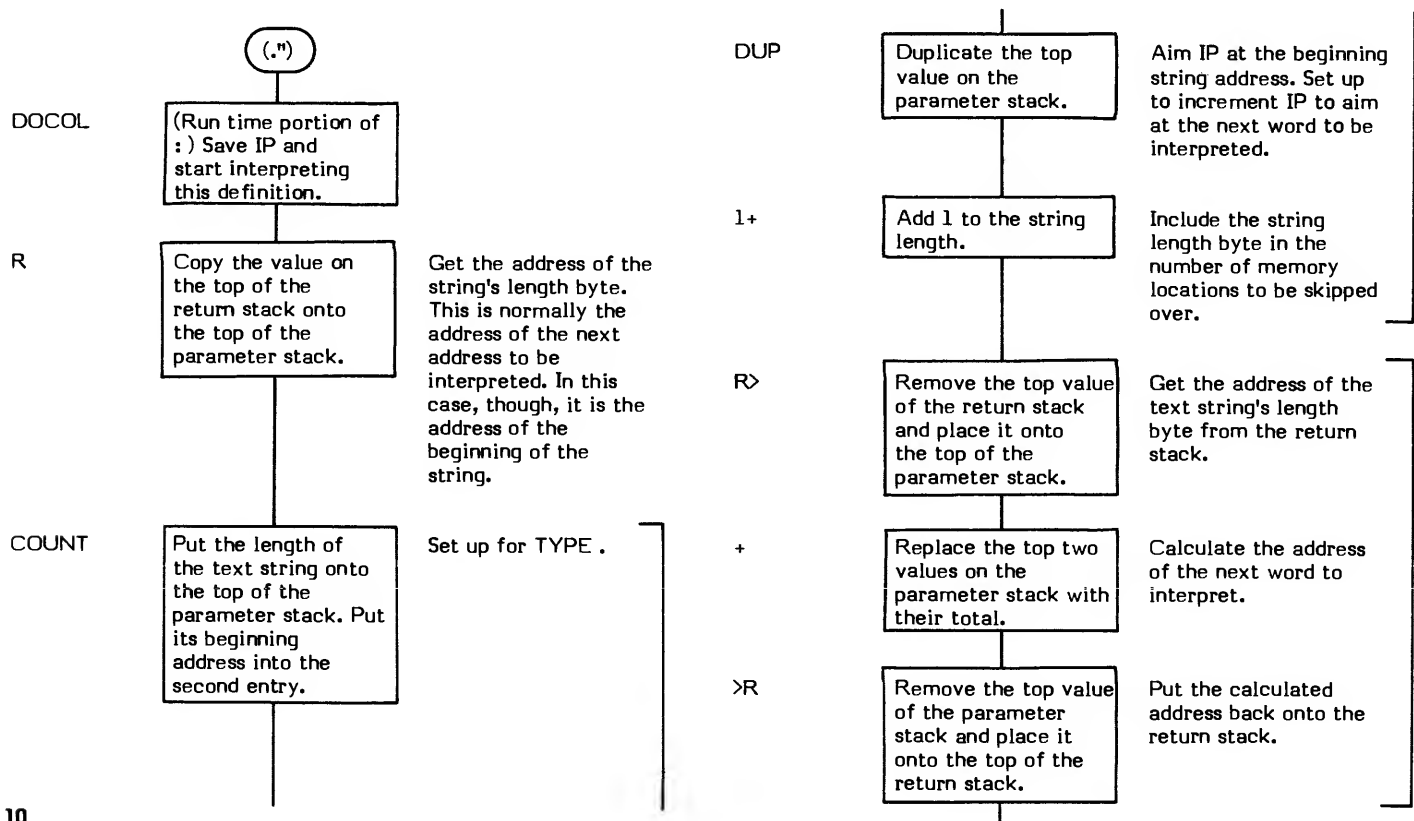 (.")
DOCOL
(Run time portion of
: ) Save IP and
start interpreting
this definition.
R
Copy the value on
the top of the
return stack onto
the top of the
parameter stack.
Get the address of the
string's length byte.
This is normally the
address of the next
address to be
interpreted. In this
case, though, it is the
address of the
beginning of the
string.
COUNT
Put the length of
the text string onto
the top of the
parameter stack. Put
its beginning
address into the
second entry.
Set up for TYPE .
10
DUP
Duplicate the top
value on the
parameter stack.
Aim IP at the beginning
string address. Set up
to increment IP to aim
at the next word to be
interpreted.
1+
Add 1 to the string
length.
Include the string
length byte in the
number of memory
locations to be skipped
over.
R>
Remove the top value
of the return stack
and place it onto
the top of the
parameter stack.
Get the address of the
text string's length
byte from the return
stack.
+
Replace the top two
values on the
parameter stack with
their total.
Calculate the address
of the next word to
interpret.
>R
Remove the top value
of the parameter
stack and place it
onto the top of the
return stack.
Put the calculated
address back onto the
return stack.